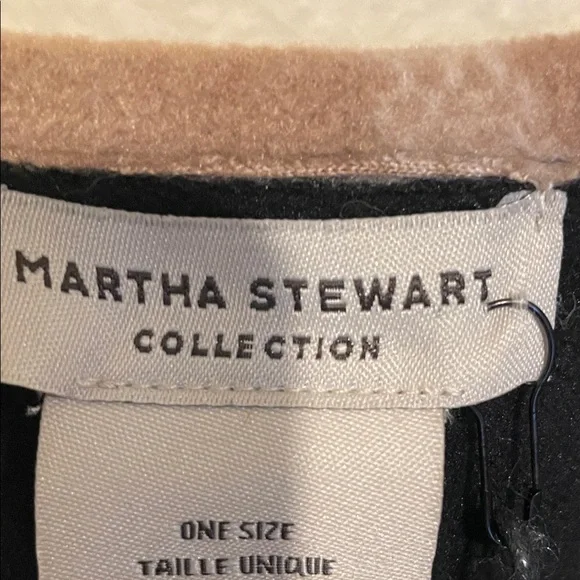 MARTHA STEWART
COLLECTION
ONE SIZE
TAILLE UNIQUE